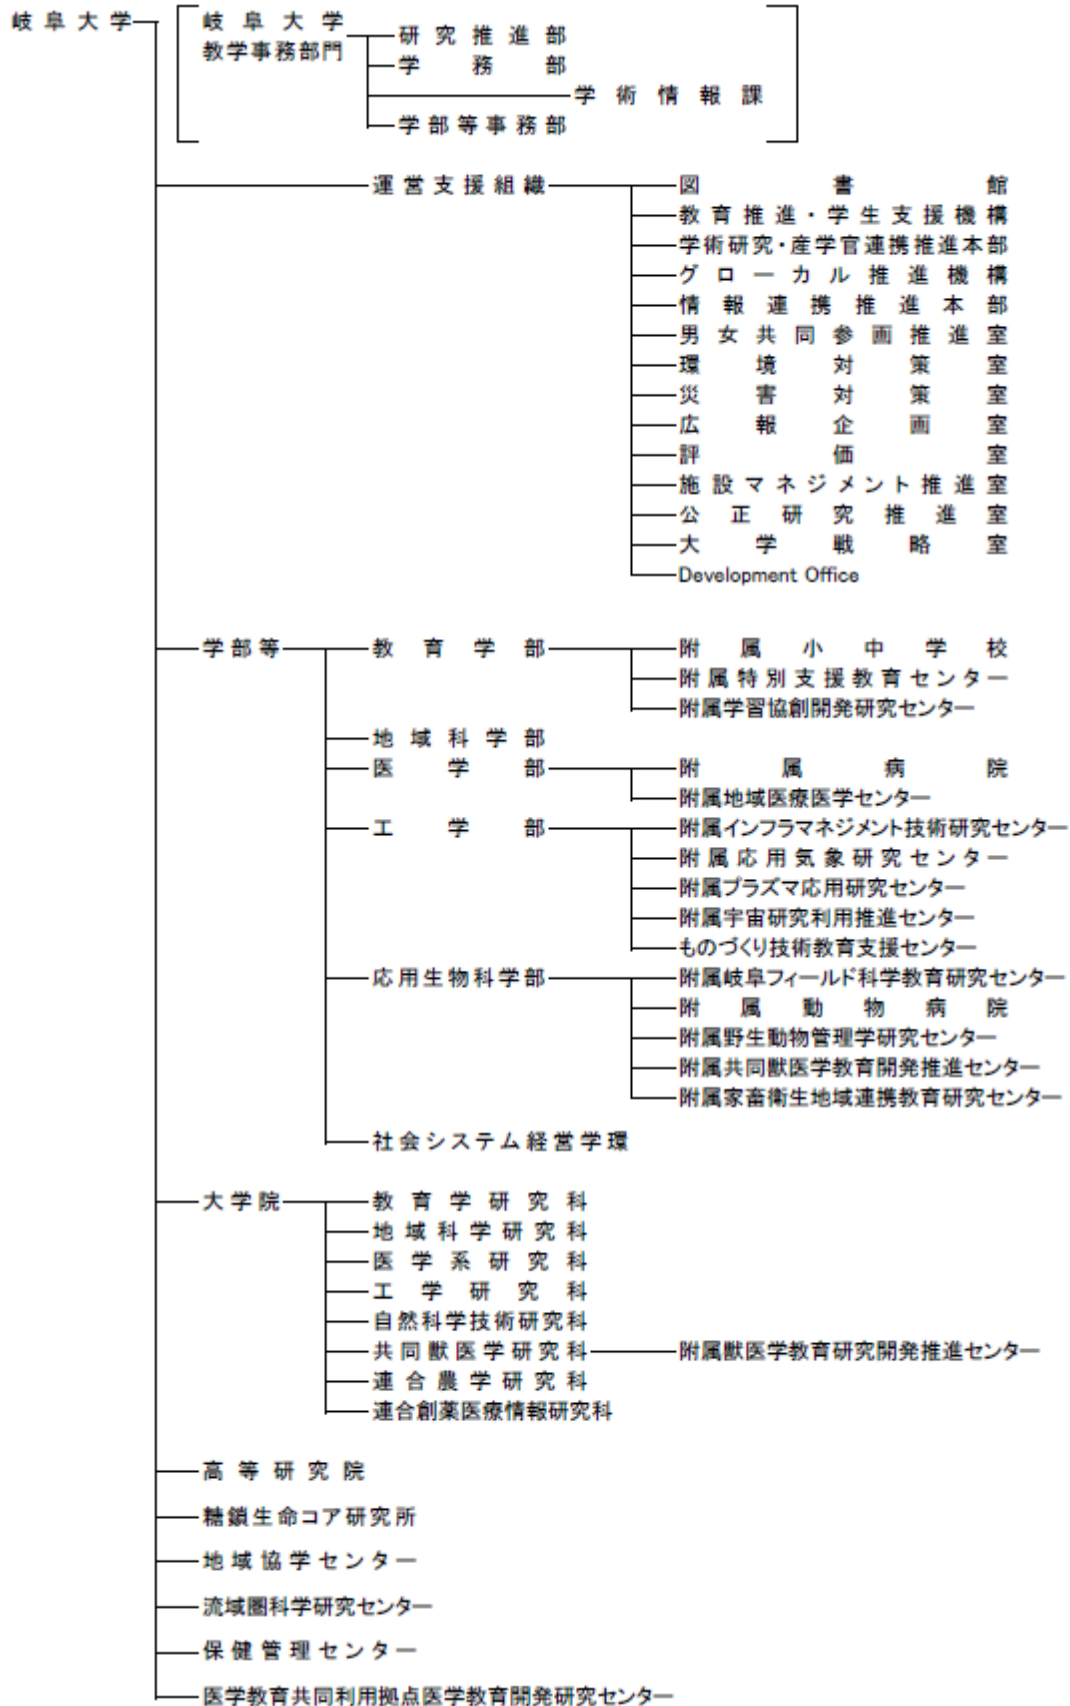 岐阜大学
岐阜大学
教学事務部門
研究推進部
学務部
学術情報課
学部等事務部
運営支援組織
図書館
教育推進・学生支援機構
学術研究・産学官連携推進本部
グローカル推進機構
情報連携推進本部
男女共同参画推進室
環境対策室
災害対策室
広報企画室
評価室
施設マネジメント推進室
公正研究推進室
大学戦略室
Development Office
学部等
教育学部
附属小中学校
附属特別支援教育センター
附属学習協創開発研究センター
地域科学部
医学部
附属病院
附属地域医療医学センター
工学部
附属インフラマネジメント技術研究センター
附属応用気象研究センター
附属プラズマ応用研究センター
附属宇宙研究利用推進センター
ものづくり技術教育支援センター
応用生物科学部
附属岐阜フィールド科学教育研究センター
附属動物病院
附属野生動物管理学研究センター
附属共同獣医学教育開発推進センター
附属家畜衛生地域連携教育研究センター
社会システム経営学環
大学院
教育学研究科
地域科学研究科
医学系研究科
工学研究科
自然科学技術研究科
共同獣医学研究科
附属獣医学教育研究開発推進センター
連合農学研究科
連合創薬医療情報研究科
高等研究院
糖鎖生命コア研究所
地域協学センター
流域圏科学研究センター
保健管理センター
医学教育共同利用拠点医学教育開発研究センター